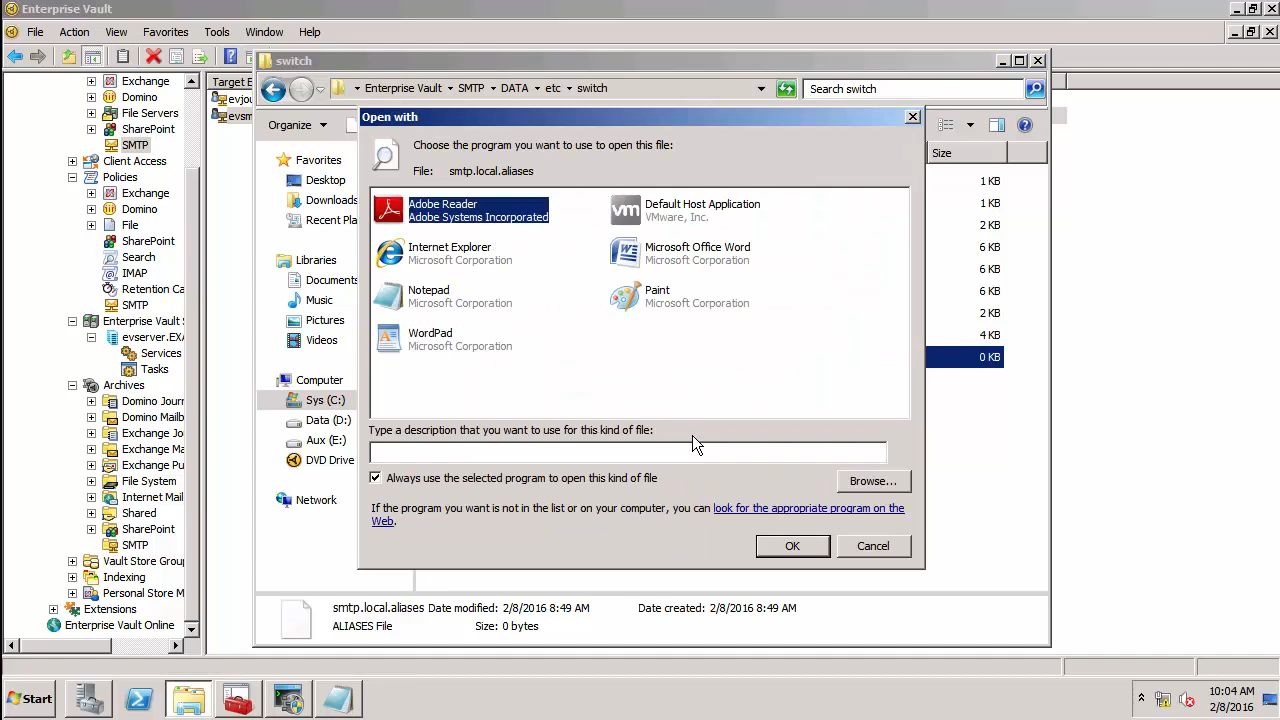 Enterprise Vault
File Action View Favorites Tools Window Help
Exchange
Domino
File Servers
SharePoint
SMTP
Client Access
Policies
Exchange
Domino
File
SharePoint
Search
IMAP
Retention Ca
SMTP
Enterprise Vault S
evserver.EX
Services
Tasks
Archives
Domino Journ
Domino Mailb
Exchange Jo
Exchange Ma
Exchange Pu
File System
Internet Mail
Shared
SharePoint
SMTP
Vault Store Group
Indexing
Personal Store M
Extensions
Enterprise Vault Online
Target E
evjou
evsm
switch
Enterprise Vault SMTP DATA etc switch
Search switch
Organize
Favorites
Desktop
Downloads
Recent Pla
Libraries
Documents
Music
Pictures
Videos
Computer
Sys (C:)
Data (D:)
Aux (E:)
DVD Drive
Network
Size
1 KB
1 KB
2 KB
6 KB
6 KB
6 KB
2 KB
4 KB
0 KB
Open with
Choose the program you want to use to open this file:
File: smtp.local.aliases
Adobe Reader
Adobe Systems Incorporated
Default Host Application
VMware, Inc.
Internet Explorer
Microsoft Corporation
Microsoft Office Word
Microsoft Corporation
Notepad
Microsoft Corporation
Paint
Microsoft Corporation
WordPad
Microsoft Corporation
Type a description that you want to use for this kind of file:
Always use the selected program to open this kind of file
Browse...
If the program you want is not in the list or on your computer, you can look for the appropriate program on the
Web.
OK
Cancel
smtp.local.aliases Date modified: 2/8/2016 8:49 AM Date created: 2/8/2016 8:49 AM
ALIASES File Size: 0 bytes
Start
10:04 AM
2/8/2016